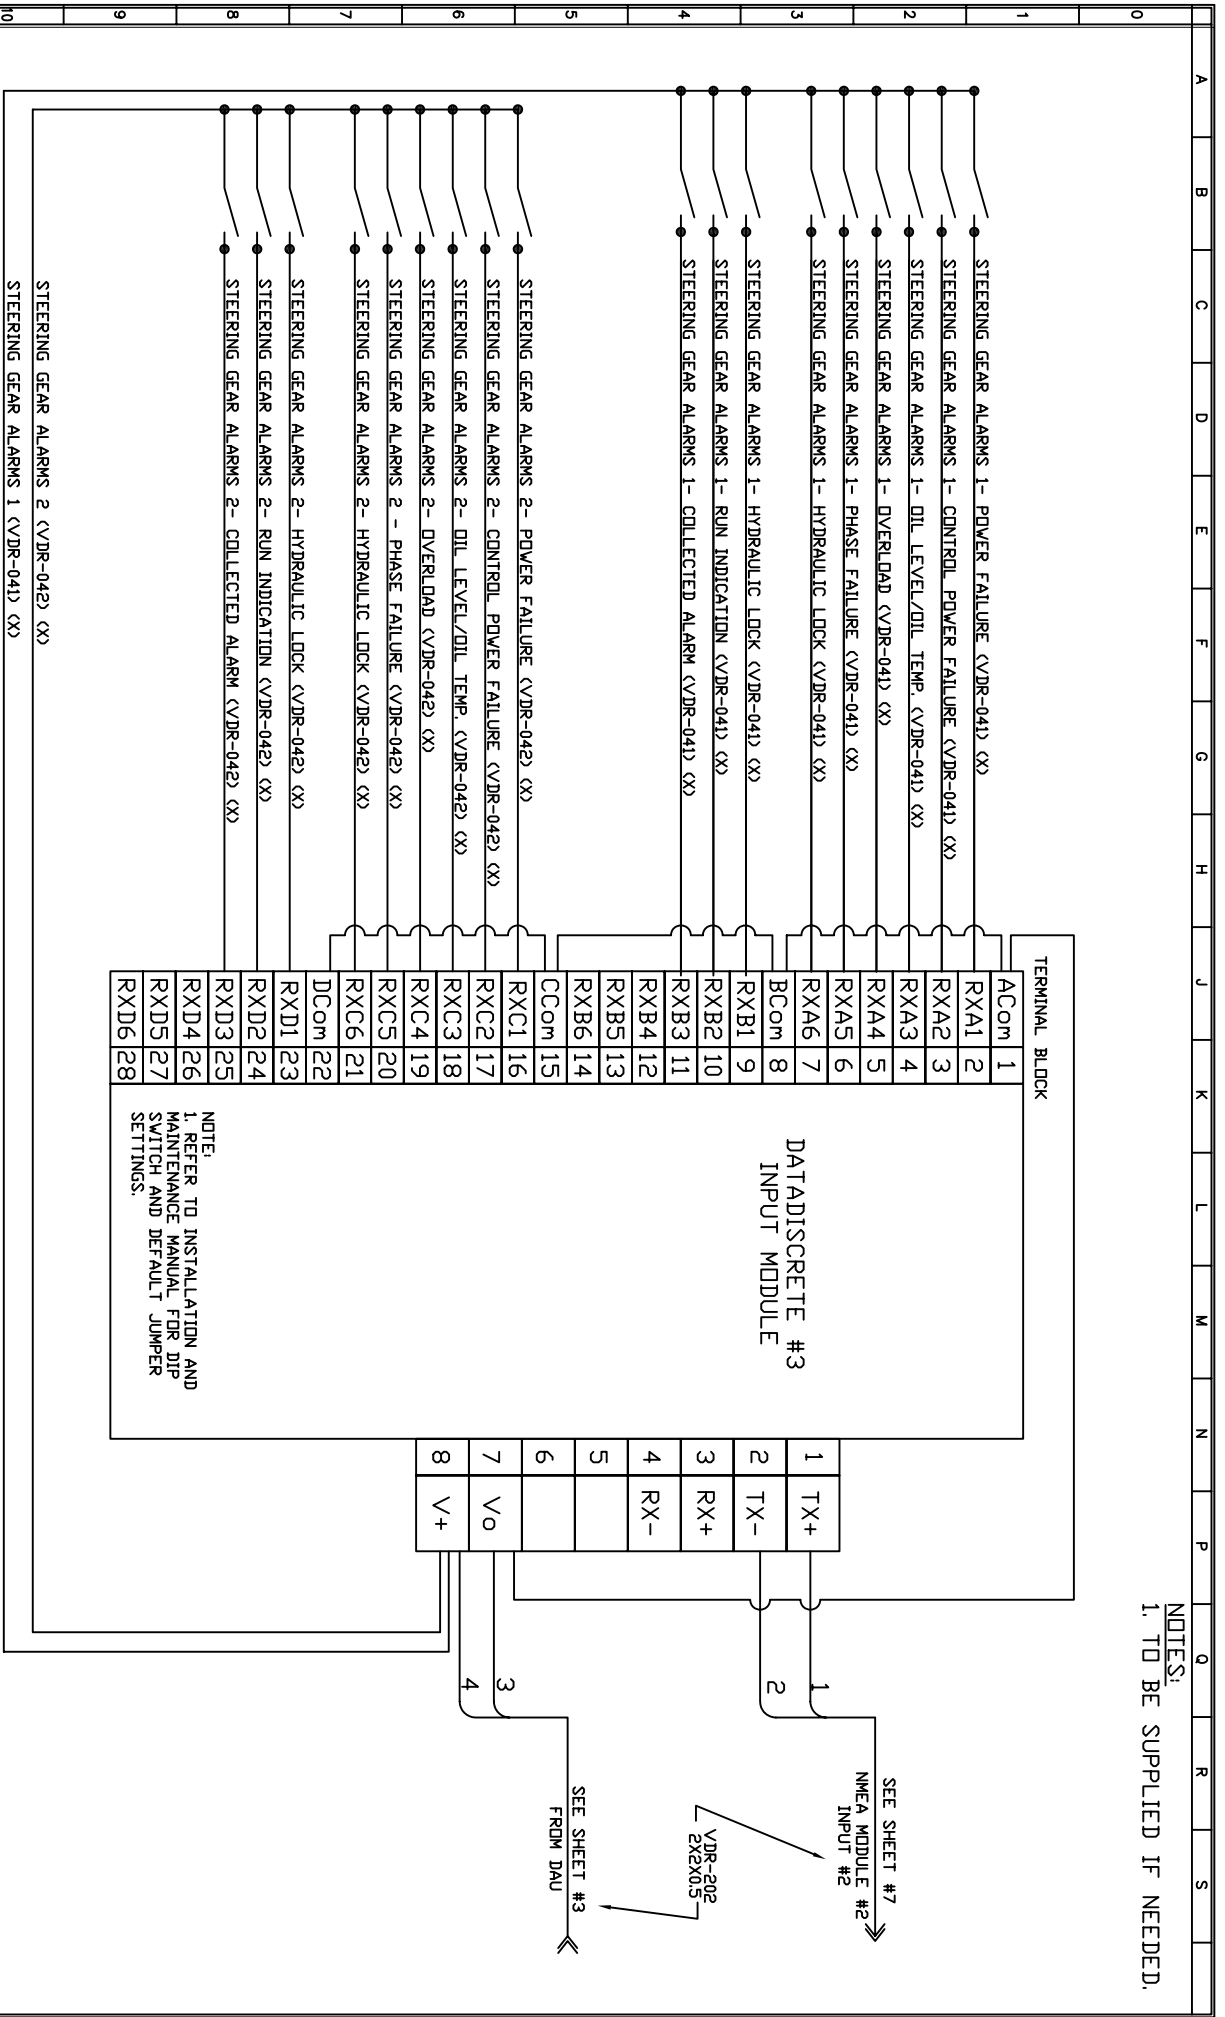 A
B
C
D
E
F
G
H
J
K
L
M
N
P
Q
R
S
0
1
2
3
4
5
6
7
8
9
10
NOTES:
1. TO BE SUPPLIED IF NEEDED.
TERMINAL BLOCK
STEERING GEAR ALARMS 1- POWER FAILURE (VDR-041) (X)
STEERING GEAR ALARMS 1- CONTROL POWER FAILURE (VDR-041) (X)
STEERING GEAR ALARMS 1- OIL LEVEL/OIL TEMP. (VDR-041) (X)
STEERING GEAR ALARMS 1- OVERLOAD (VDR-041) (X)
STEERING GEAR ALARMS 1- PHASE FAILURE (VDR-041) (X)
STEERING GEAR ALARMS 1- HYDRAULIC LOCK (VDR-041) (X)
STEERING GEAR ALARMS 1- HYDRAULIC LOCK (VDR-041) (X)
STEERING GEAR ALARMS 1- RUN INDICATION (VDR-041) (X)
STEERING GEAR ALARMS 1- COLLECTED ALARM (VDR-041) (X)
STEERING GEAR ALARMS 2- POWER FAILURE (VDR-042) (X)
STEERING GEAR ALARMS 2- CONTROL POWER FAILURE (VDR-042) (X)
STEERING GEAR ALARMS 2- OIL LEVEL/OIL TEMP. (VDR-042) (X)
STEERING GEAR ALARMS 2- OVERLOAD (VDR-042) (X)
STEERING GEAR ALARMS 2 - PHASE FAILURE (VDR-042) (X)
STEERING GEAR ALARMS 2- HYDRAULIC LOCK (VDR-042) (X)
STEERING GEAR ALARMS 2- HYDRAULIC LOCK (VDR-042) (X)
STEERING GEAR ALARMS 2- RUN INDICATION (VDR-042) (X)
STEERING GEAR ALARMS 2- COLLECTED ALARM (VDR-042) (X)
STEERING GEAR ALARMS 2 (VDR-042) (X)
STEERING GEAR ALARMS 1 (VDR-041) (X)
ACom 1
RXA1 2
RXA2 3
RXA3 4
RXA4 5
RXA5 6
RXA6 7
BCom 8
RXB1 9
RXB2 10
RXB3 11
RXB4 12
RXB5 13
RXB6 14
CCom 15
RXC1 16
RXC2 17
RXC3 18
RXC4 19
RXC5 20
RXC6 21
DCom 22
RXD1 23
RXD2 24
RXD3 25
RXD4 26
RXD5 27
RXD6 28
DATADISCRETE #3
INPUT MODULE
NOTE:
1. REFER TO INSTALLATION AND
MAINTENANCE MANUAL FOR DIP
SWITCH AND DEFAULT JUMPER
SETTINGS.
1 TX+
2 TX-
3 RX+
4 RX-
5
6
7 Vo
8 V+
1
2
3
4
SEE SHEET #7
NMEA MODULE #2
INPUT #2
VDR-202
2X2X0.5
SEE SHEET #3
FROM DAU